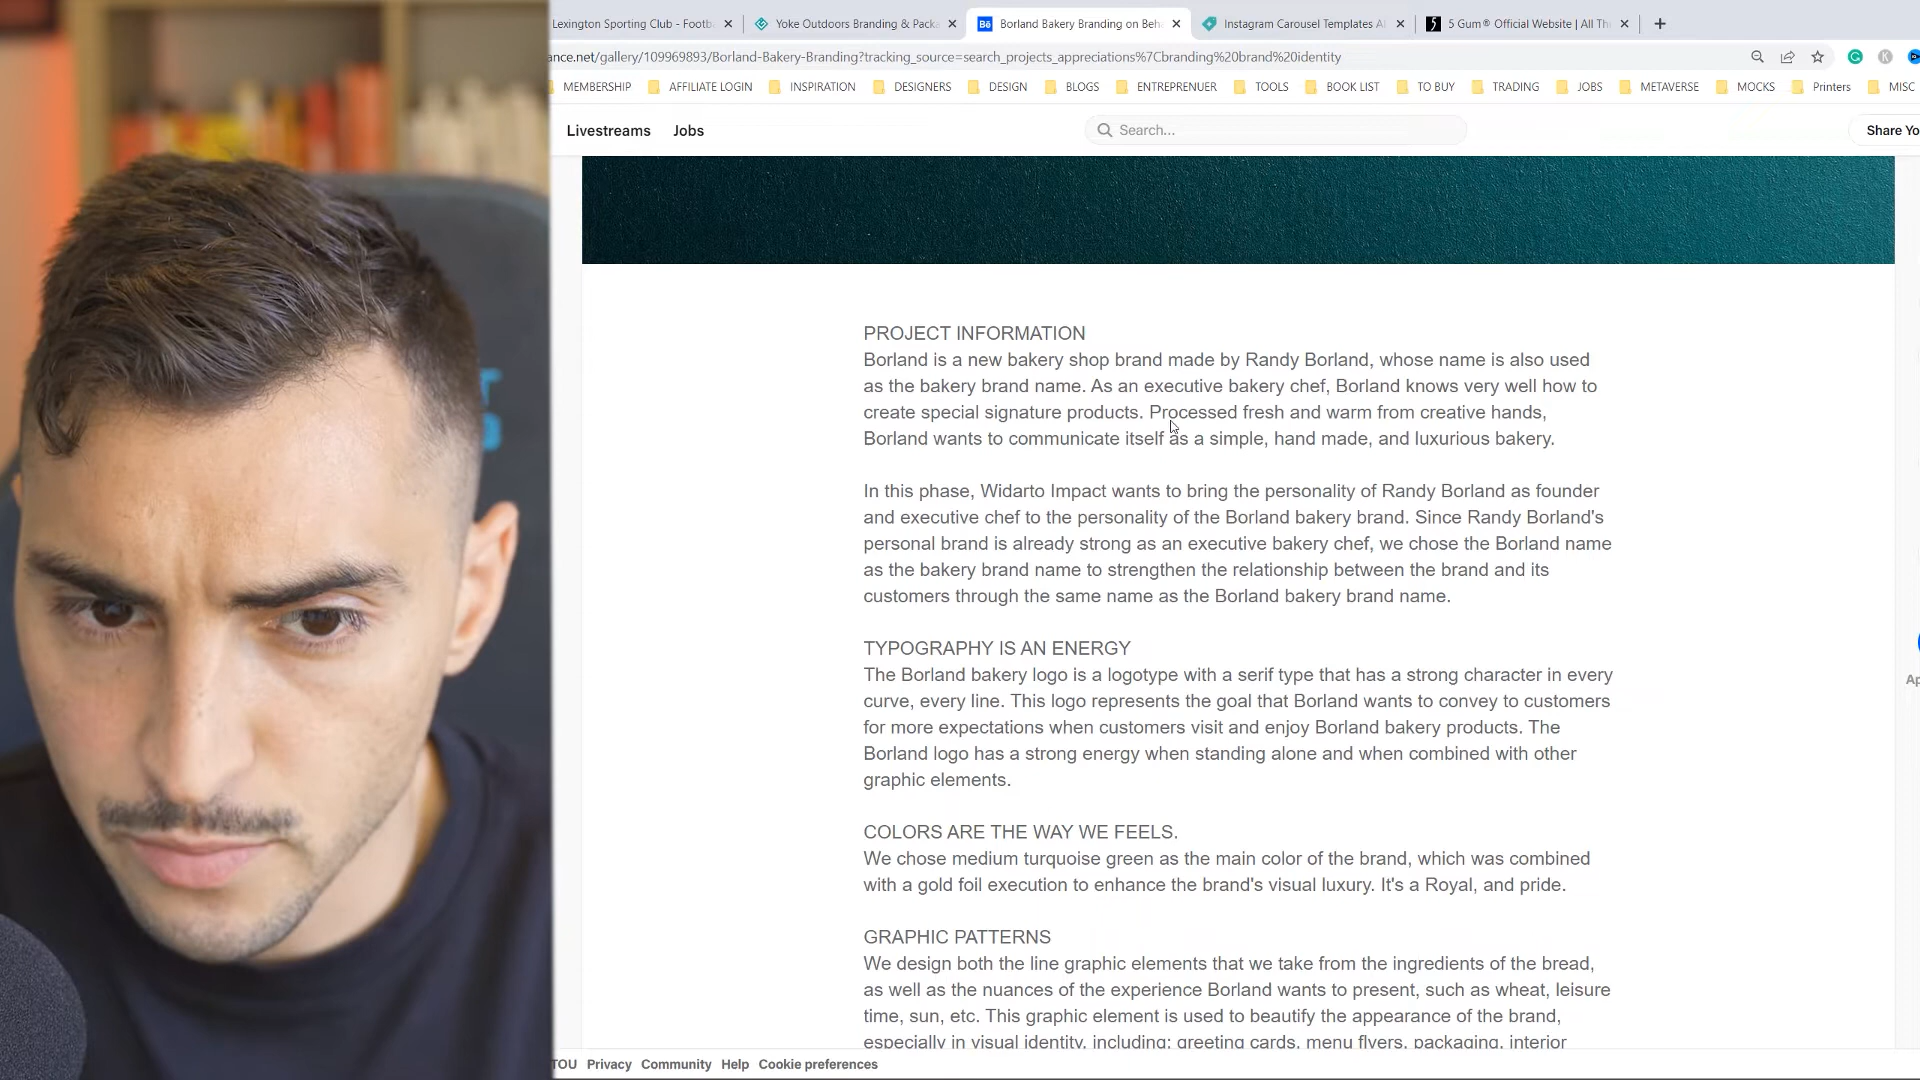 Lexington Sporting Club - Footb
Yoke Outdoors Branding & Pack
Bē
Borland Bakery Branding on Beh
Instagram Carousel Templates A
5 Gum® Official Website | All Th
ance.net/gallery/109969893/Borland-Bakery-Branding?tracking_source=search_projects_appreciations%7Cbranding%20brand%20identity
MEMBERSHIP
AFFILIATE LOGIN
INSPIRATION
DESIGNERS
DESIGN
BLOGS
ENTREPRENUER
TOOLS
BOOK LIST
TO BUY
TRADING
JOBS
METAVERSE
MOCKS
Printers
MISC
Livestreams
Jobs
Search...
Share Yo
PROJECT INFORMATION
Borland is a new bakery shop brand made by Randy Borland, whose name is also used
as the bakery brand name. As an executive bakery chef, Borland knows very well how to
create special signature products. Processed fresh and warm from creative hands,
Borland wants to communicate itself as a simple, hand made, and luxurious bakery.
In this phase, Widarto Impact wants to bring the personality of Randy Borland as founder
and executive chef to the personality of the Borland bakery brand. Since Randy Borland's
personal brand is already strong as an executive bakery chef, we chose the Borland name
as the bakery brand name to strengthen the relationship between the brand and its
customers through the same name as the Borland bakery brand name.
TYPOGRAPHY IS AN ENERGY
The Borland bakery logo is a logotype with a serif type that has a strong character in every
curve, every line. This logo represents the goal that Borland wants to convey to customers
for more expectations when customers visit and enjoy Borland bakery products. The
Borland logo has a strong energy when standing alone and when combined with other
graphic elements.
Ap
COLORS ARE THE WAY WE FEELS.
We chose medium turquoise green as the main color of the brand, which was combined
with a gold foil execution to enhance the brand's visual luxury. It's a Royal, and pride.
GRAPHIC PATTERNS
We design both the line graphic elements that we take from the ingredients of the bread,
as well as the nuances of the experience Borland wants to present, such as wheat, leisure
time, sun, etc. This graphic element is used to beautify the appearance of the brand,
especially in visual identity, including: greeting cards, menu flyers, packaging, interior
TOU
Privacy
Community
Help
Cookie preferences